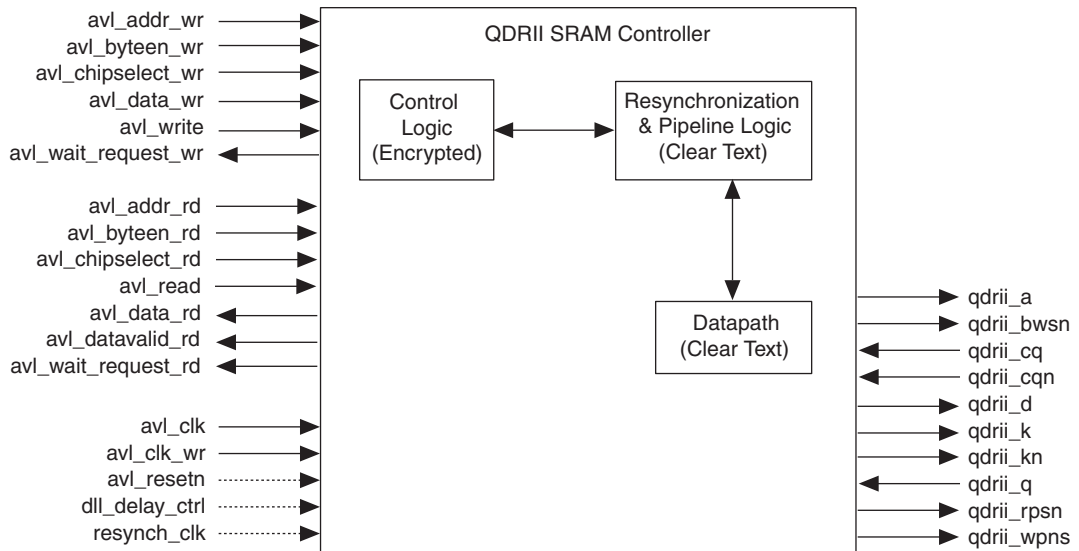 avl_addr_wr
avl_byteen_wr
avl_chipselect_wr
avl_data_wr
avl_write
avl_wait_request_wr
avl_addr_rd
avl_byteen_rd
avl_chipselect_rd
avl_read
avl_data_rd
avl_datavalid_rd
avl_wait_request_rd
avl_clk
avl_clk_wr
avl_resetn
dll_delay_ctrl
resynch_clk
QDRII SRAM Controller
Control
Logic
(Encrypted)
Resynchronization
& Pipeline Logic
(Clear Text)
Datapath
(Clear Text)
qdrii_a
qdrii_bwsn
qdrii_cq
qdrii_cqn
qdrii_d
qdrii_k
qdrii_kn
qdrii_q
qdrii_rpsn
qdrii_wpns